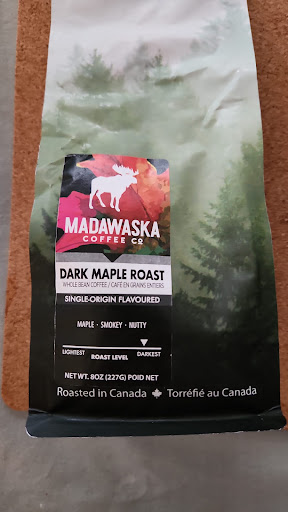 MADAWASKA
COFFEE CO
DARK MAPLE ROAST
WHOLE BEAN COFFEE / CAFÉ EN GRAINS ENTIERS
SINGLE-ORIGIN FLAVOURED
MAPLE · SMOKEY · NUTTY
LIGHTEST ROAST LEVEL DARKEST
NET WT. 8OZ (227G) POID NET
Roasted in Canada Torréfié au Canada